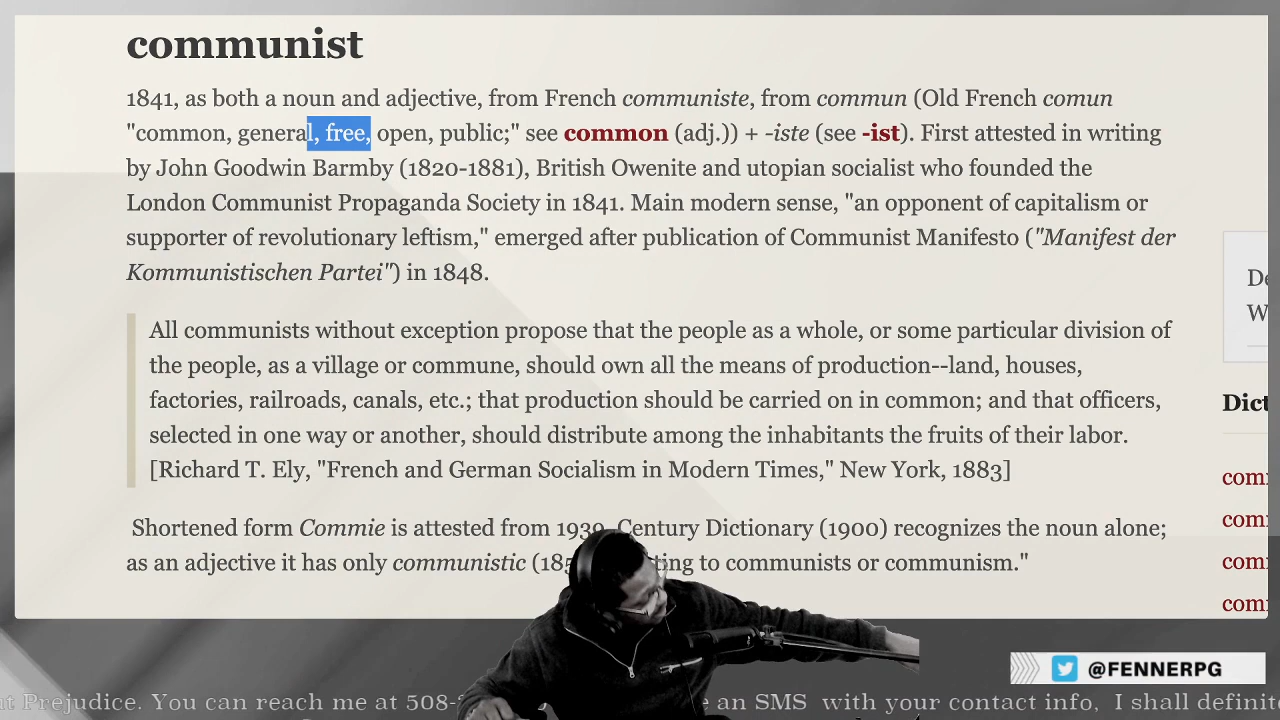 communist
1841, as both a noun and adjective, from French communiste, from commun (Old French comun
"common, general, free, open, public;" see common (adj.)) + -iste (see -ist). First attested in writing
by John Goodwin Barmby (1820-1881), British Owenite and utopian socialist who founded the
London Communist Propaganda Society in 1841. Main modern sense, "an opponent of capitalism or
supporter of revolutionary leftism," emerged after publication of Communist Manifesto ("Manifest der
Kommunistischen Partei") in 1848.
All communists without exception propose that the people as a whole, or some particular division of
the people, as a village or commune, should own all the means of production--land, houses,
factories, railroads, canals, etc.; that production should be carried on in common; and that officers,
selected in one way or another, should distribute among the inhabitants the fruits of their labor.
[Richard T. Ely, "French and German Socialism in Modern Times," New York, 1883]
Shortened form Commie is attested from 1939. Century Dictionary (1900) recognizes the noun alone;
as an adjective it has only communistic (18 ting to communists or communism."
De
W
Dict
com
com
com
com
@FENNERPG
t Prejudice. You can reach me at 508- e an SMS with your contact info, I shall definit